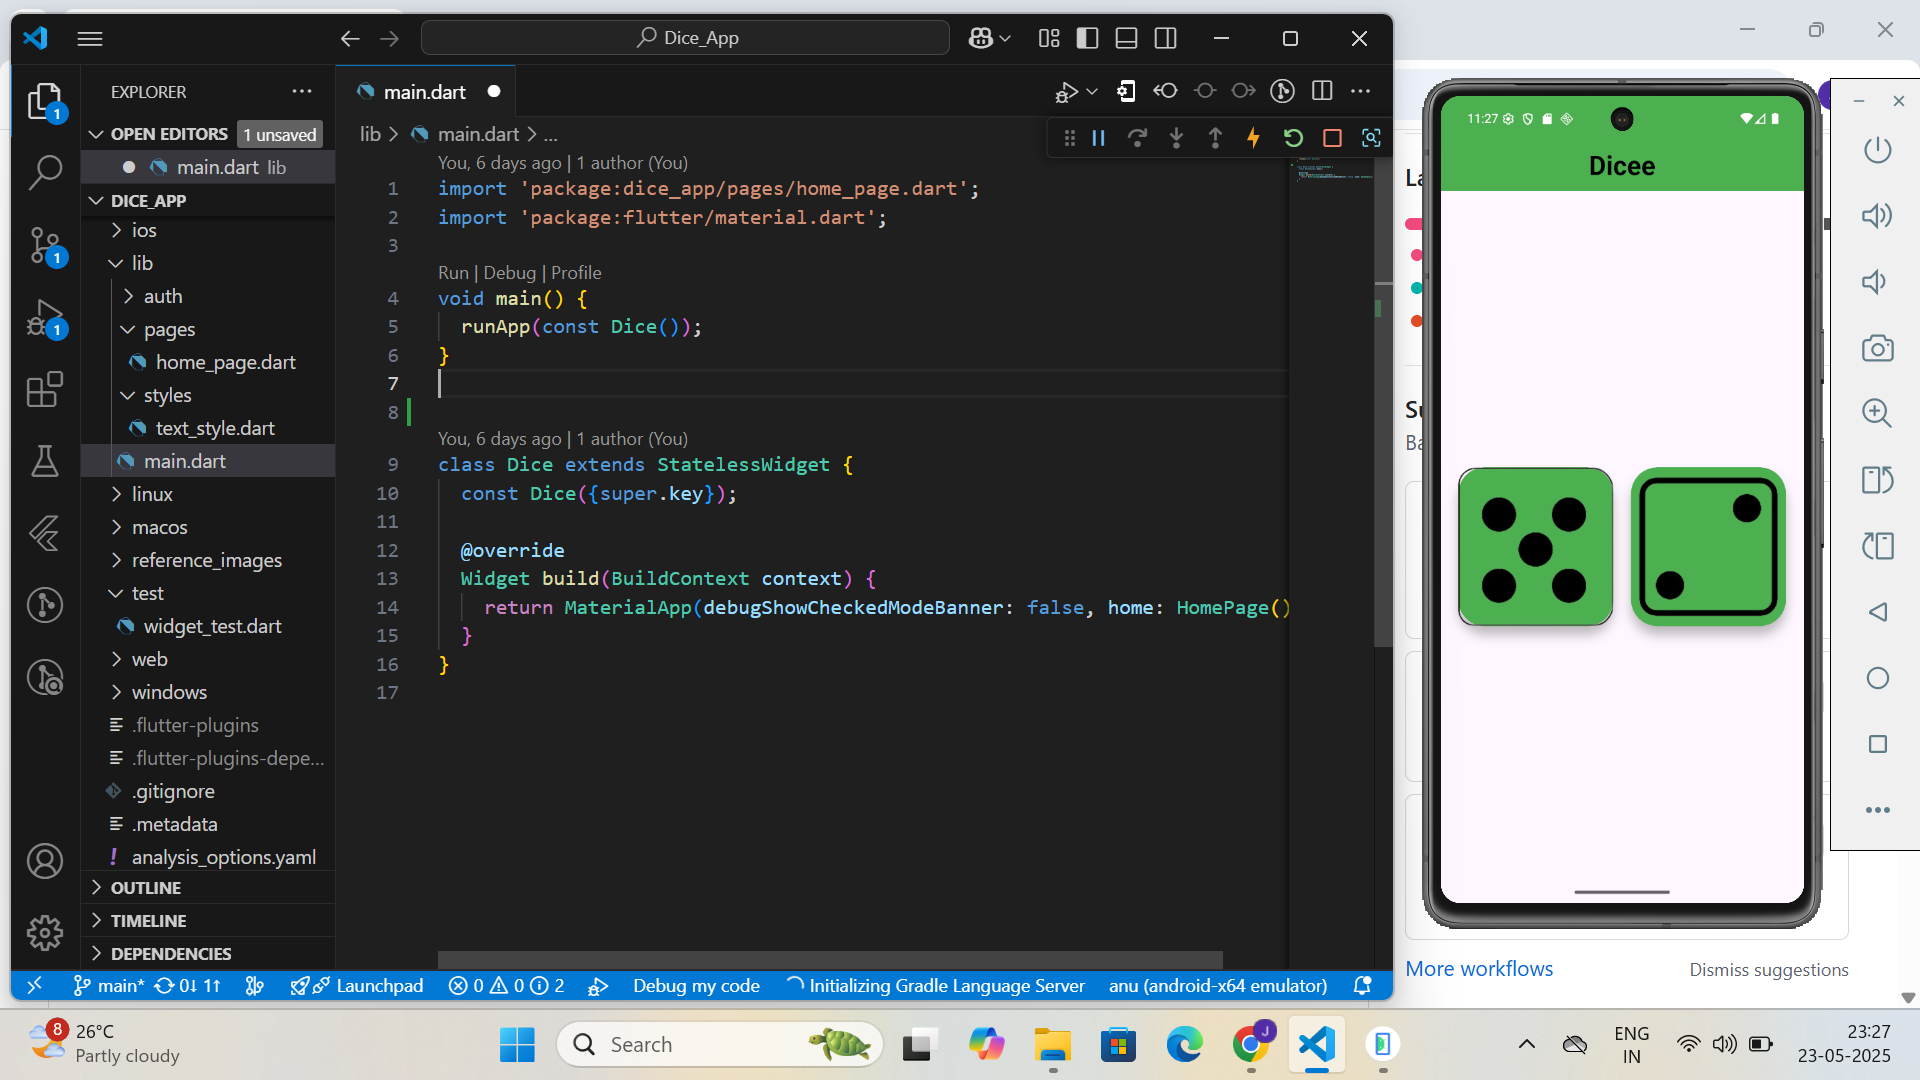 Dice_App
EXPLORER
OPEN EDITORS
1 unsaved
main.dart lib
DICE_APP
ios
lib
auth
pages
home_page.dart
styles
text_style.dart
main.dart
linux
macos
reference_images
test
widget_test.dart
web
windows
.flutter-plugins
.flutter-plugins-depe...
.gitignore
.metadata
! analysis_options.yaml
OUTLINE
TIMELINE
DEPENDENCIES
1
1
1
main.dart
lib > main.dart > ...
You, 6 days ago | 1 author (You)
1 import 'package:dice_app/pages/home_page.dart';
2 import 'package:flutter/material.dart';
3
Run | Debug | Profile
4 void main() {
5 runApp(const Dice());
6 }
7
8
You, 6 days ago | 1 author (You)
9 class Dice extends StatelessWidget {
10 const Dice({super.key});
11
12 @override
13 Widget build(BuildContext context) {
14 return MaterialApp(debugShowCheckedModeBanner: false, home: HomePage()
15 }
16 }
17
main* 0↓ 1↑
Launchpad
0 0 2
Debug my code
Initializing Gradle Language Server
anu (android-x64 emulator)
11:27
Dicee
La
Su
Ba
More workflows
Dismiss suggestions
8
26°C
Partly cloudy
Search
J
ENG
IN
23:27
23-05-2025